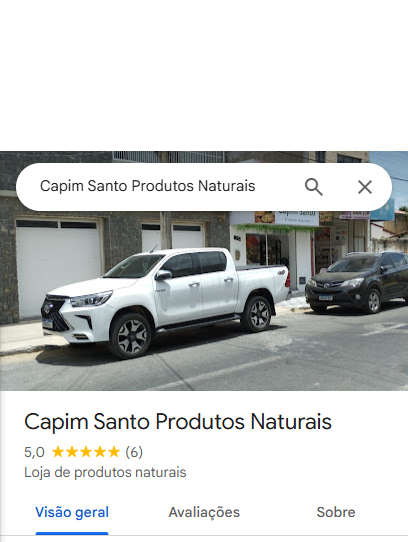 Capim Santo Produtos Naturais
Capim Santo
Capim Santo Produtos Naturais
5,0 (6)
Loja de produtos naturais
Visão geral
Avaliações
Sobre